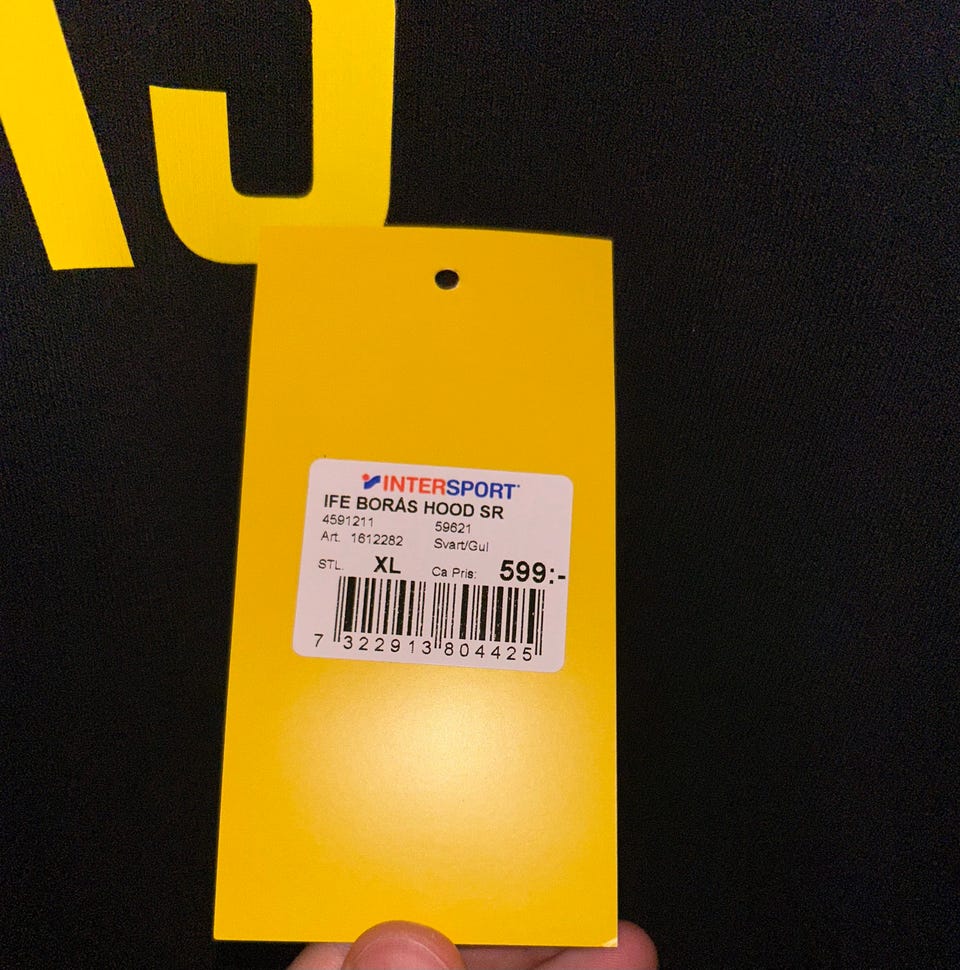 INTERSPORT
IFE BORÅS HOOD SR
4591211 59621
Art. 1612282 Svart/Gul
STL. XL Ca Pris: 599:-
7 322913 804425